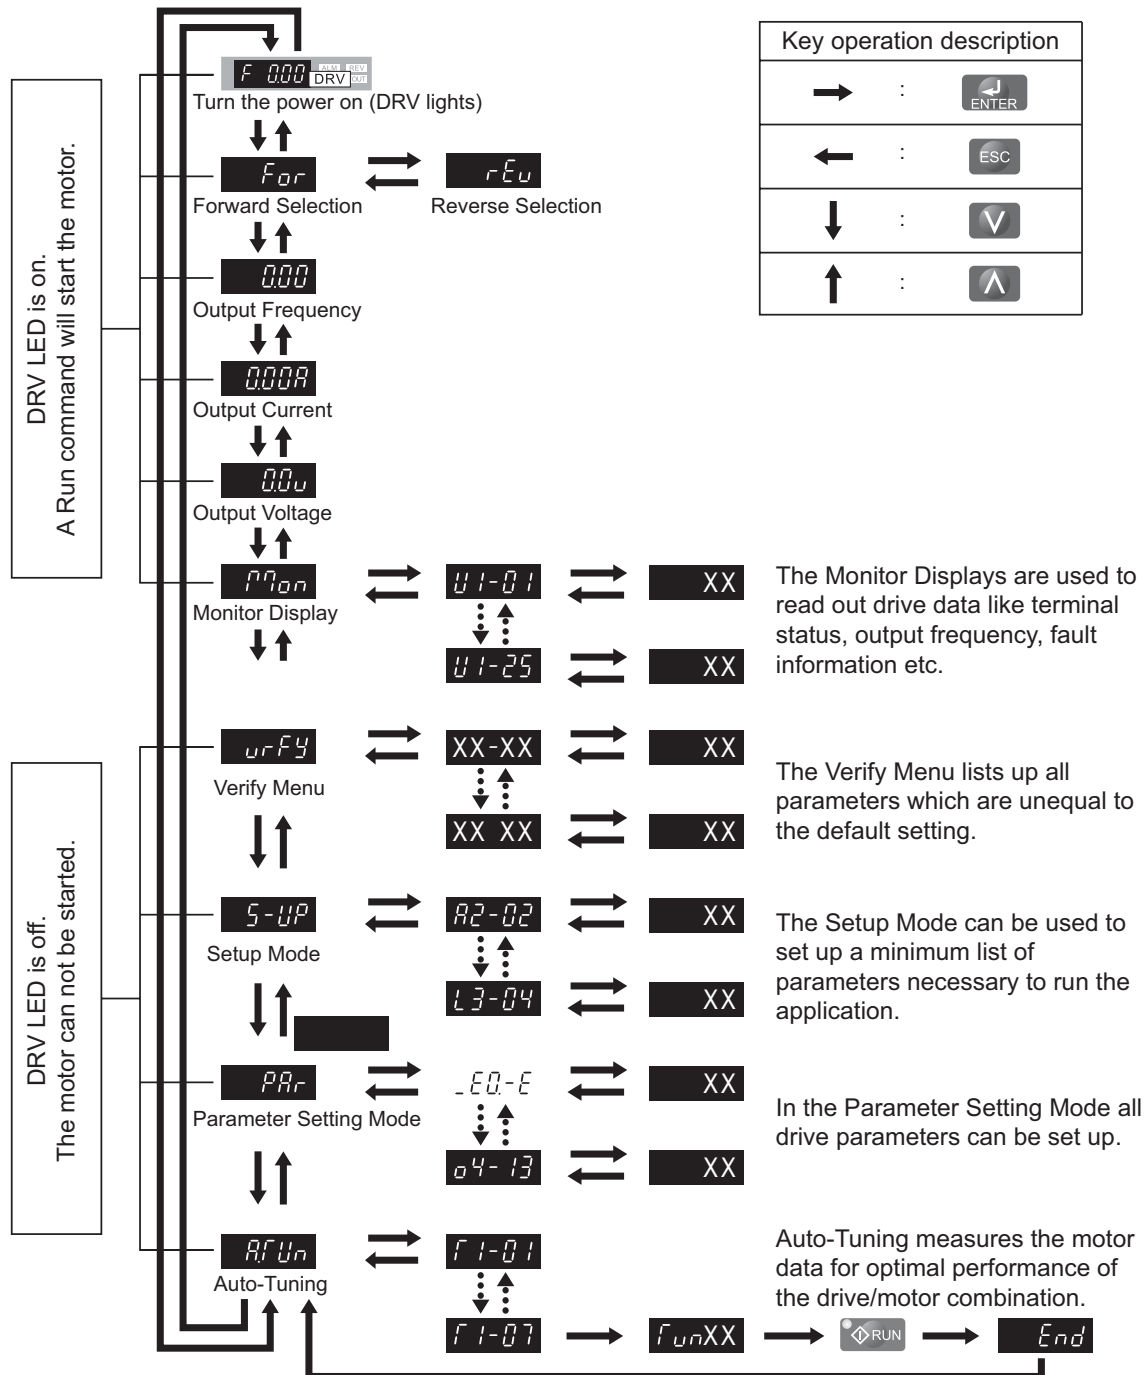 Key operation description
→ : ENTER
← : ESC
↓ : V
↑ : Λ
DRV LED is on.
A Run command will start the motor.
F 0.00 ALM REV DRV OUT
Turn the power on (DRV lights)
For
rEv
Forward Selection
Reverse Selection
0.00
Output Frequency
0.00A
Output Current
0.0v
Output Voltage
Mon
Monitor Display
U1-01
XX
U1-25
XX
The Monitor Displays are used to
read out drive data like terminal
status, output frequency, fault
information etc.
DRV LED is off.
The motor can not be started.
vrFY
Verify Menu
XX-XX
XX
XX XX
XX
The Verify Menu lists up all
parameters which are unequal to
the default setting.
S-UP
Setup Mode
A2-02
XX
L3-04
XX
The Setup Mode can be used to
set up a minimum list of
parameters necessary to run the
application.
PAr
Parameter Setting Mode
XX
o4-13
XX
In the Parameter Setting Mode all
drive parameters can be set up.
A.TUn
Auto-Tuning
T1-01
T1-07
TunXX
RUN
End
Auto-Tuning measures the motor
data for optimal performance of
the drive/motor combination.